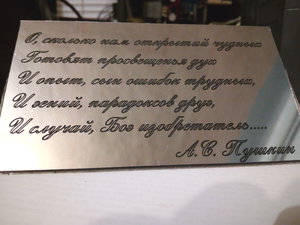 О, сколько нам открытий чудных
Готовят просвещенья дух
И опыт, сын ошибок трудных,
И гений, парадоксов друг,
И случай, Бог изобретатель.....
А.С. Пушкин